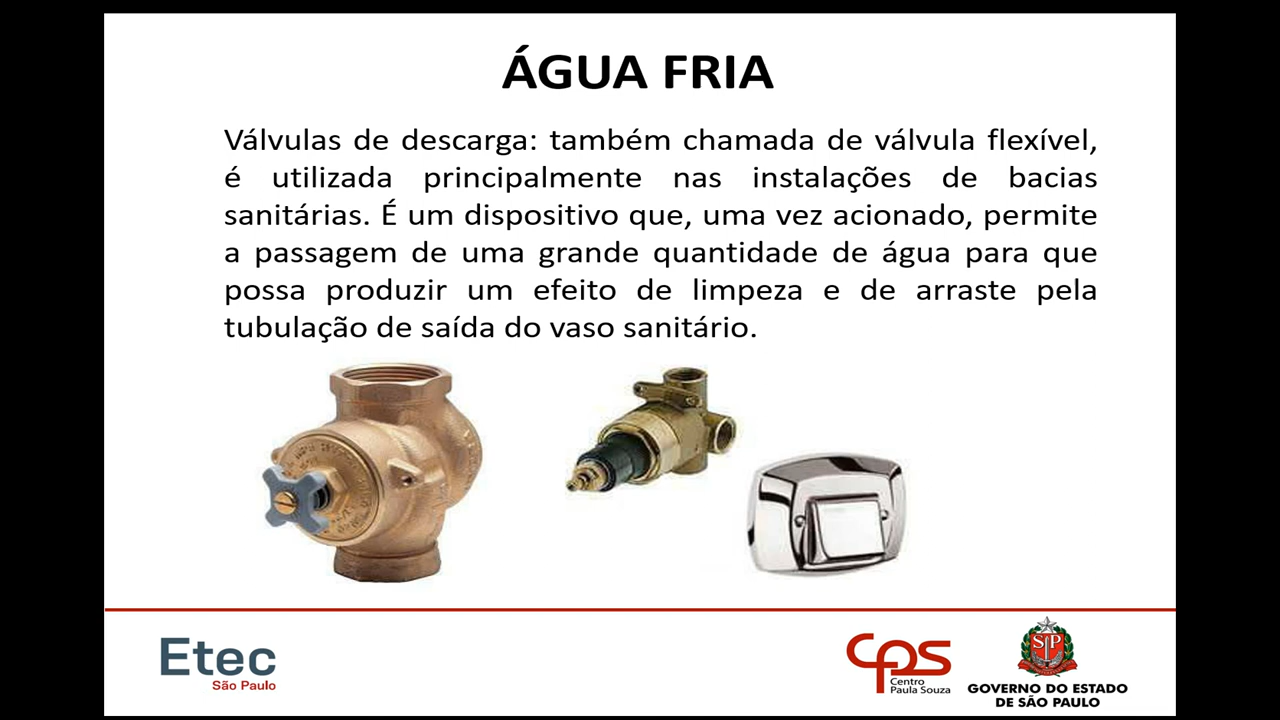 ÁGUA FRIA
Válvulas de descarga: também chamada de válvula flexível,
é utilizada principalmente nas instalações de bacias
sanitárias. É um dispositivo que, uma vez acionado, permite
a passagem de uma grande quantidade de água para que
possa produzir um efeito de limpeza e de arraste pela
tubulação de saída do vaso sanitário.
Etec
São Paulo
CPS
Centro
Paula Souza
SP
GOVERNO DO ESTADO
DE SÃO PAULO